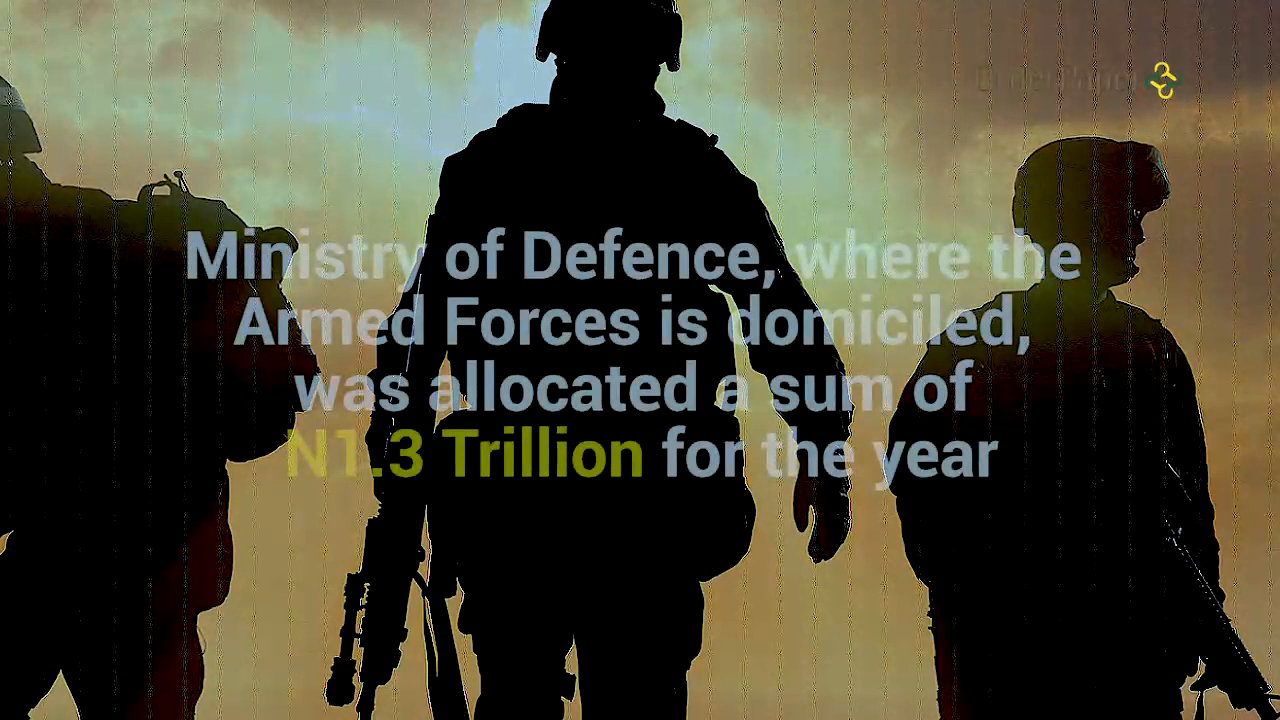 Ministry of Defence, where the
Armed Forces is domiciled,
was allocated a sum of
N1.3 Trillion for the year